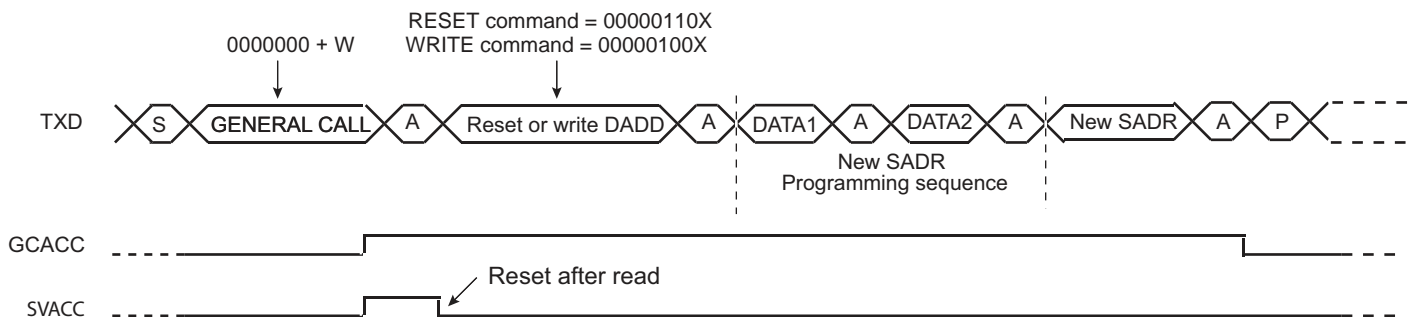 RESET command = 00000110X
0000000 + W
WRITE command = 00000100X
TXD
S
GENERAL CALL
A
Reset or write DADD
A
DATA1
A
DATA2
A
New SADR
A
P
New SADR
Programming sequence
GCACC
Reset after read
SVACC